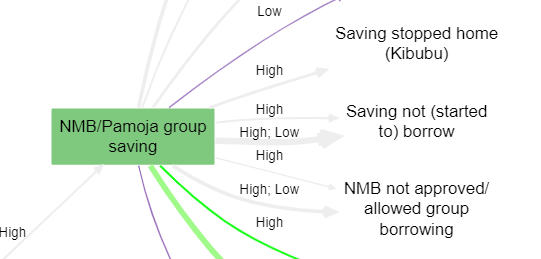 Low
Saving stopped home
(Kibubu)
High
High
Saving not (started
to) borrow
NMB/Pamoja group
saving
High; Low
High
High; Low
NMB not approved/
allowed group
borrowing
High
High